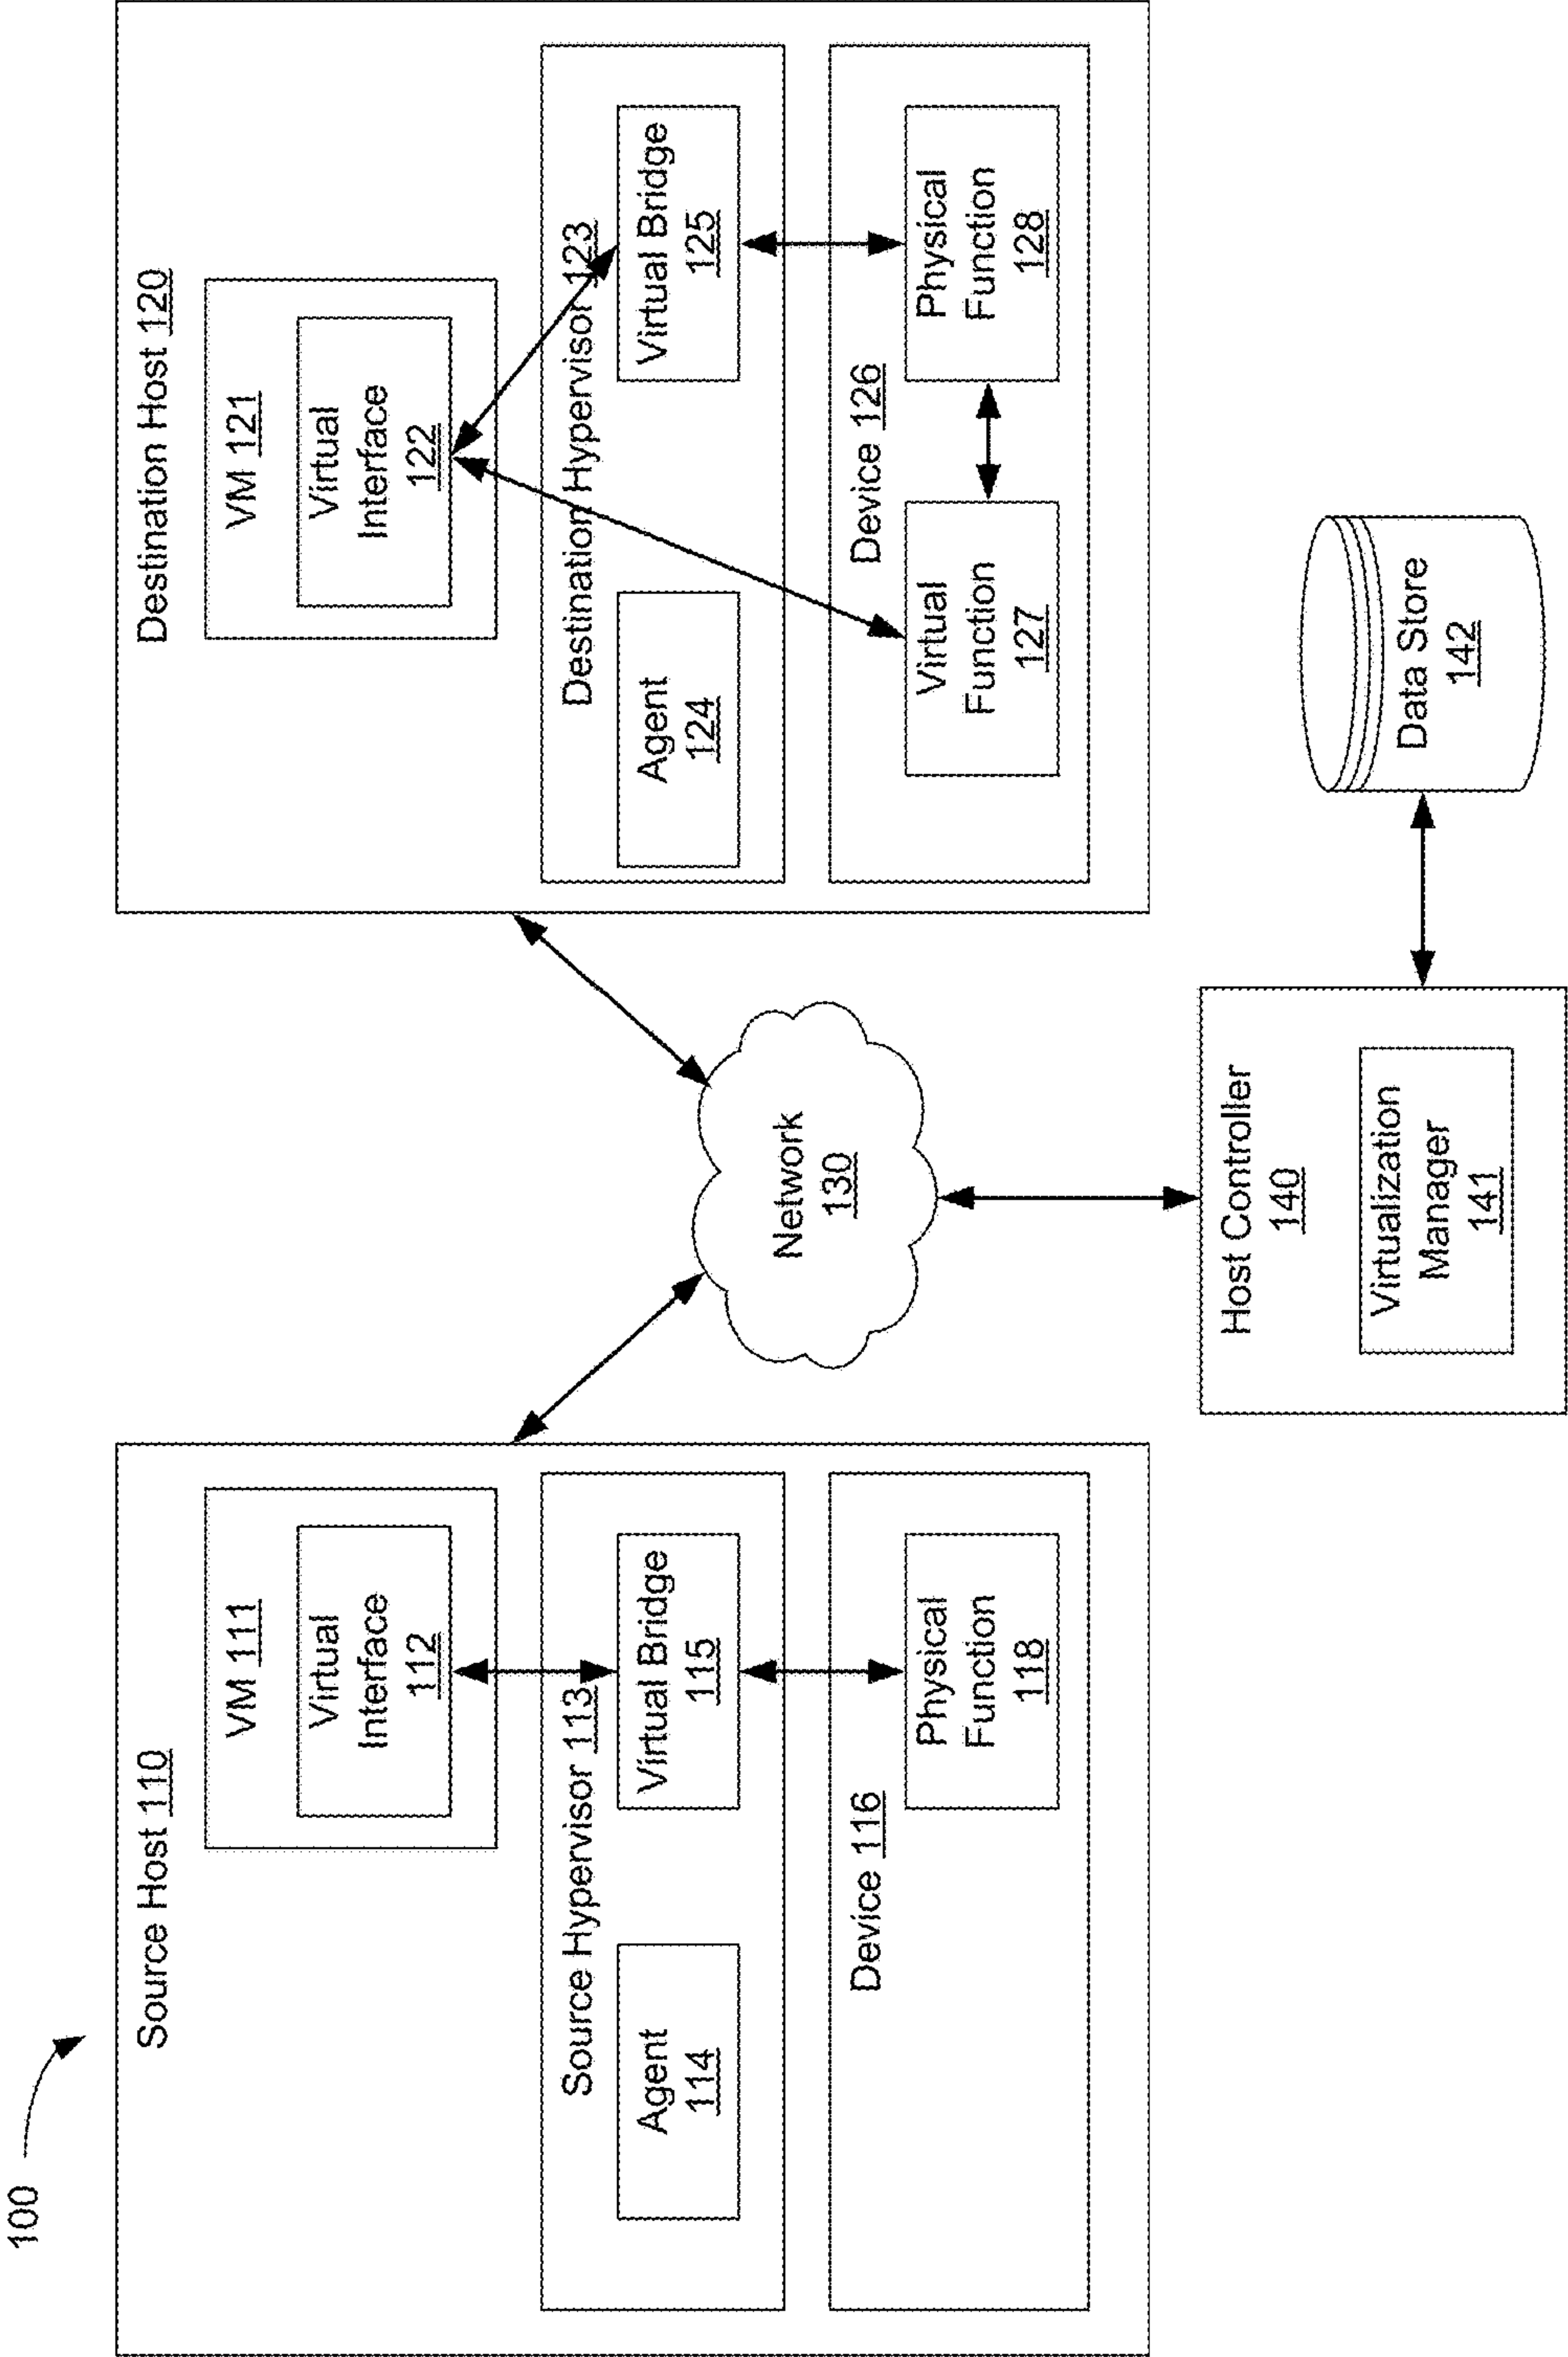 100
Source Host 110
VM 111
Virtual
Interface
112
Source Hypervisor 113
Agent
114
Virtual Bridge
115
Device 116
Physical
Function
118
Network
130
Host Controller
140
Virtualization
Manager
141
Data Store
142
Destination Host 120
VM 121
Virtual
Interface
122
Destination Hypervisor 123
Agent
124
Virtual Bridge
125
Device 126
Virtual
Function
127
Physical
Function
128